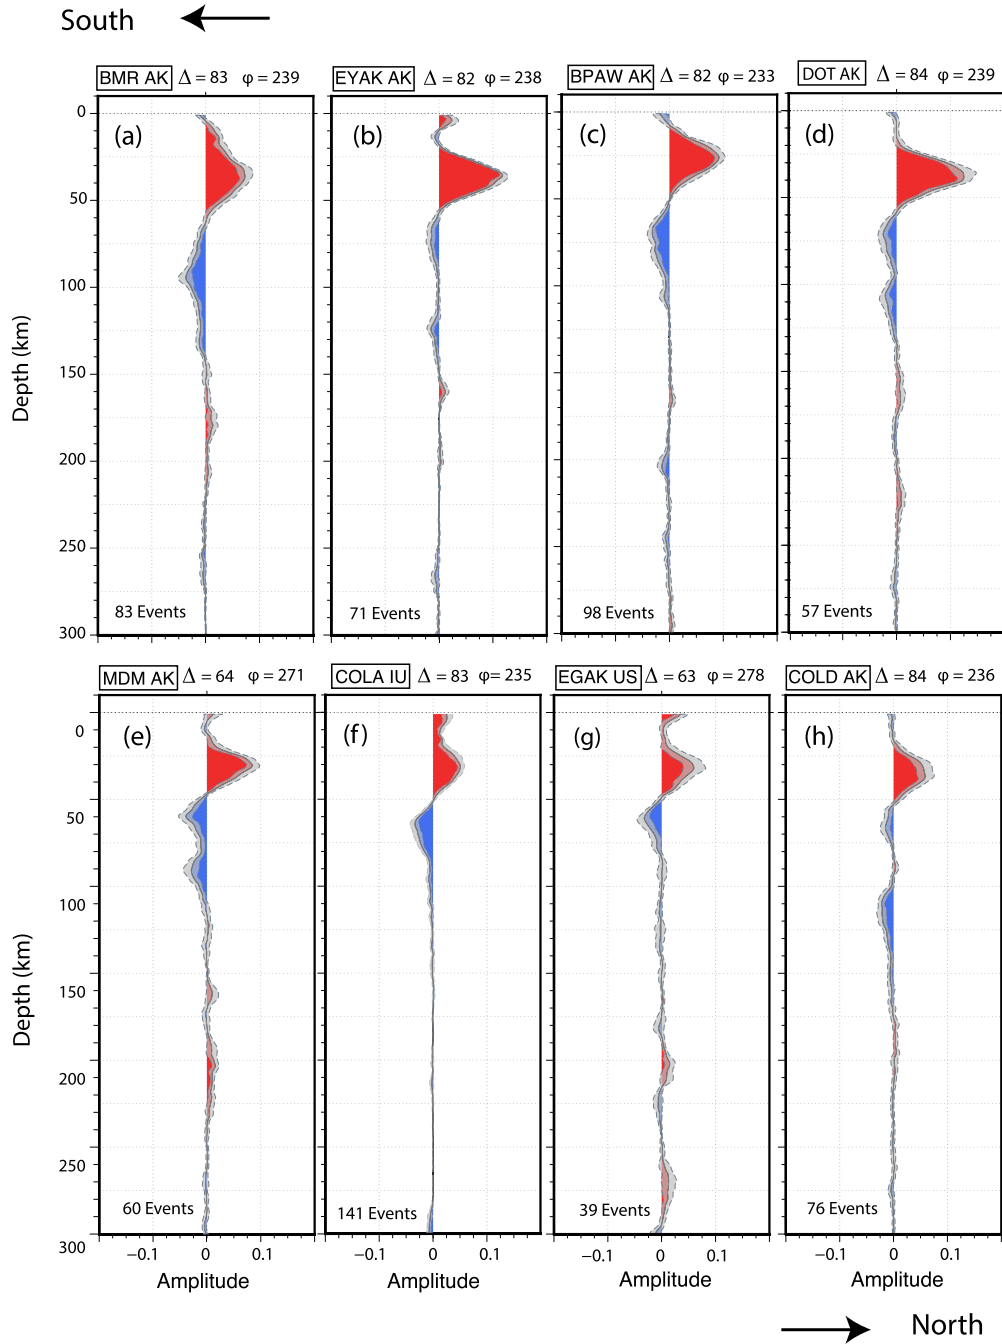 South
BMR AK Δ = 83 φ = 239
EYAK AK Δ = 82 φ = 238
BPAW AK Δ = 82 φ = 233
DOT AK Δ = 84 φ = 239
0
50
100
150
200
250
300
Depth (km)
(a)
(b)
(c)
(d)
83 Events
71 Events
98 Events
57 Events
MDM AK Δ = 64 φ = 271
COLA IU Δ = 83 φ= 235
EGAK US Δ = 63 φ = 278
COLD AK Δ = 84 φ = 236
0
50
100
150
200
250
300
Depth (km)
(e)
(f)
(g)
(h)
60 Events
141 Events
39 Events
76 Events
−0.1 0 0.1
−0.1 0 0.1
−0.1 0 0.1
−0.1 0 0.1
Amplitude
Amplitude
Amplitude
Amplitude
North